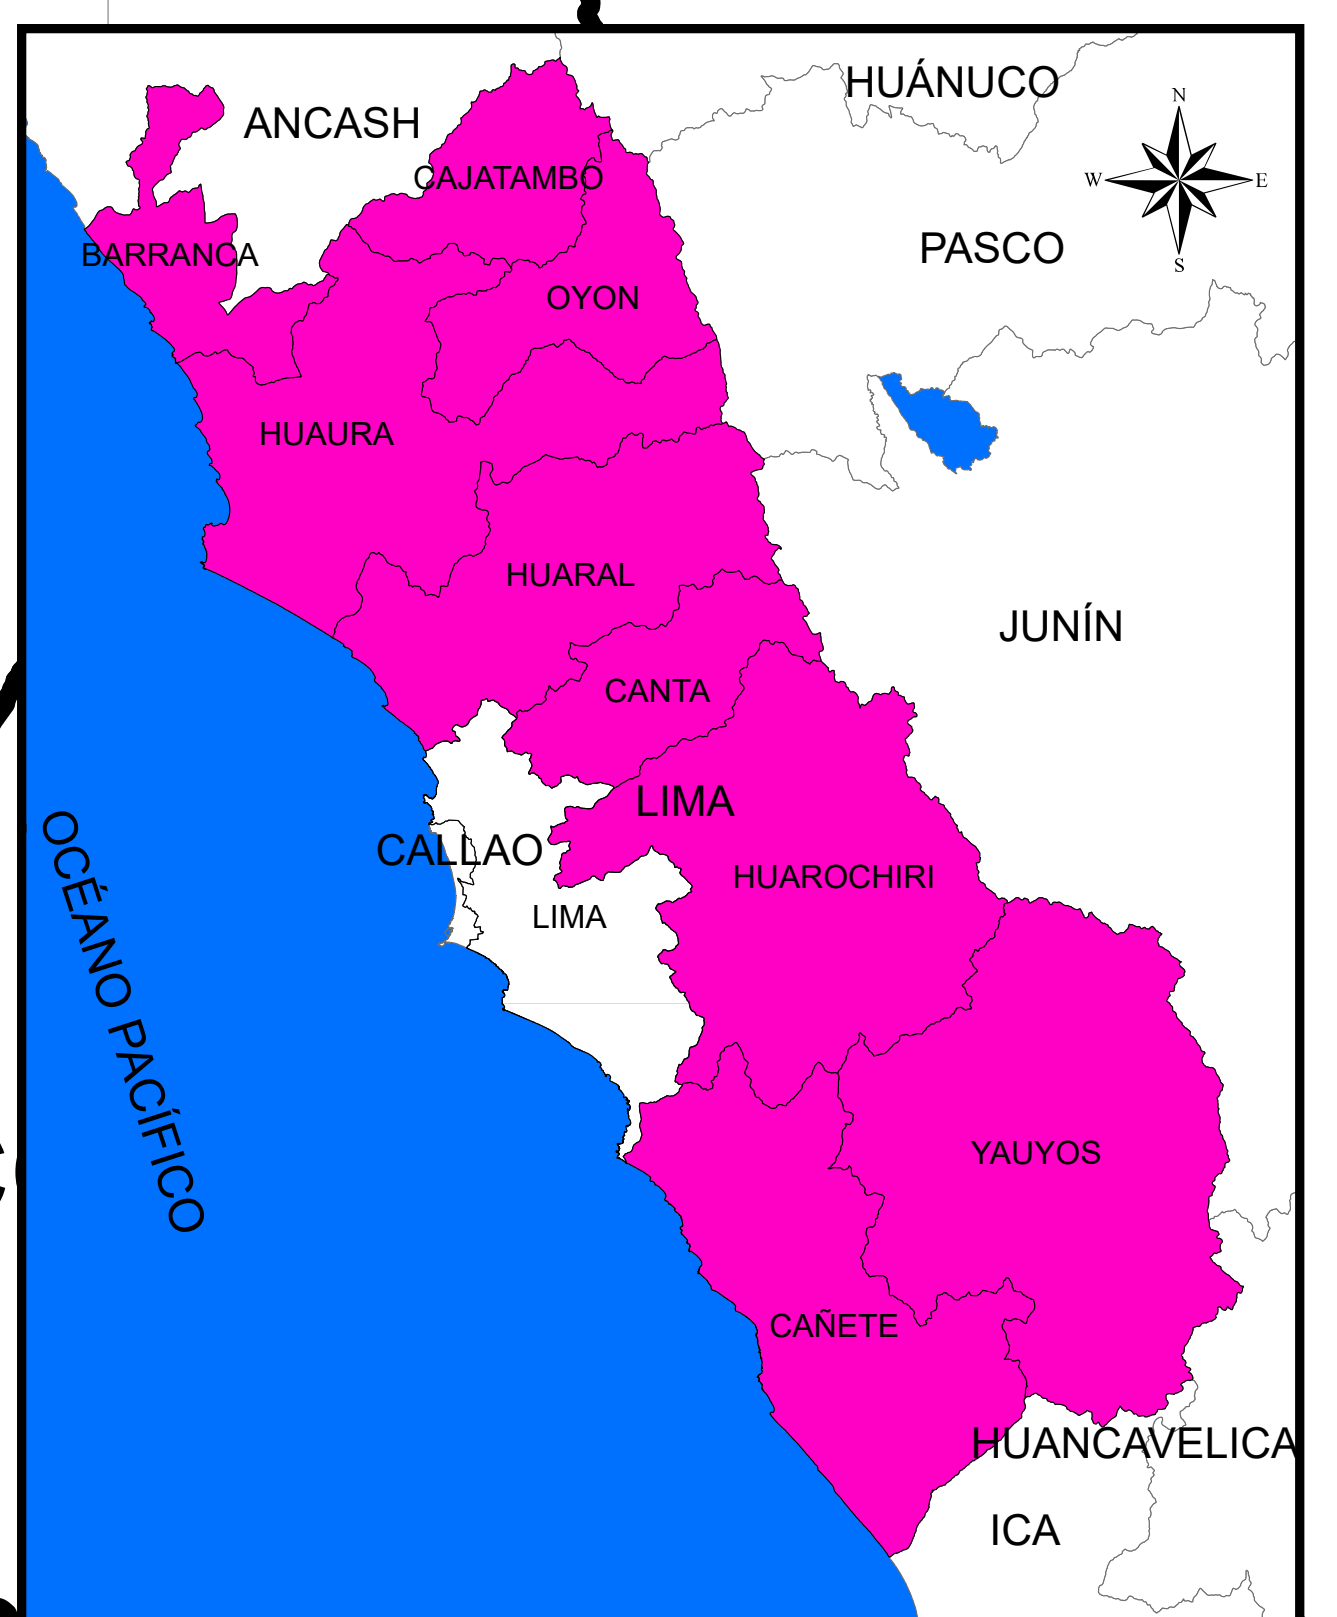 HUÁNUCO
N
ANCASH
CAJATAMBO
W
E
PASCO
BARRANCA
S
OYON
HUAURA
HUARAL
JUNÍN
CANTA
LIMA
CALLAO
HUAROCHIRI
LIMA
OCÉANO PACÍFICO
YAUYOS
CAÑETE
HUANCAVELICA
ICA